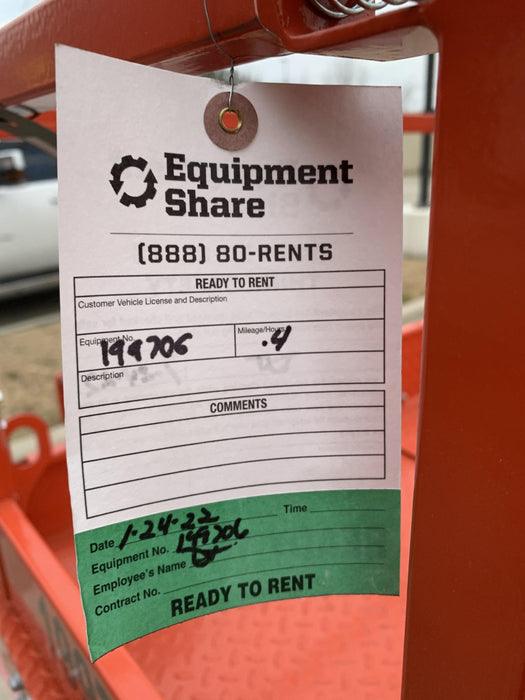 Equipment
Share
(888) 80-RENTS
READY TO RENT
Customer Vehicle License and Description
Equipment No. 199706 Mileage/Hours .4
Description
COMMENTS
Date 1-24-22 Time
Equipment No. 199706
Employee's Name
Contract No.
READY TO RENT